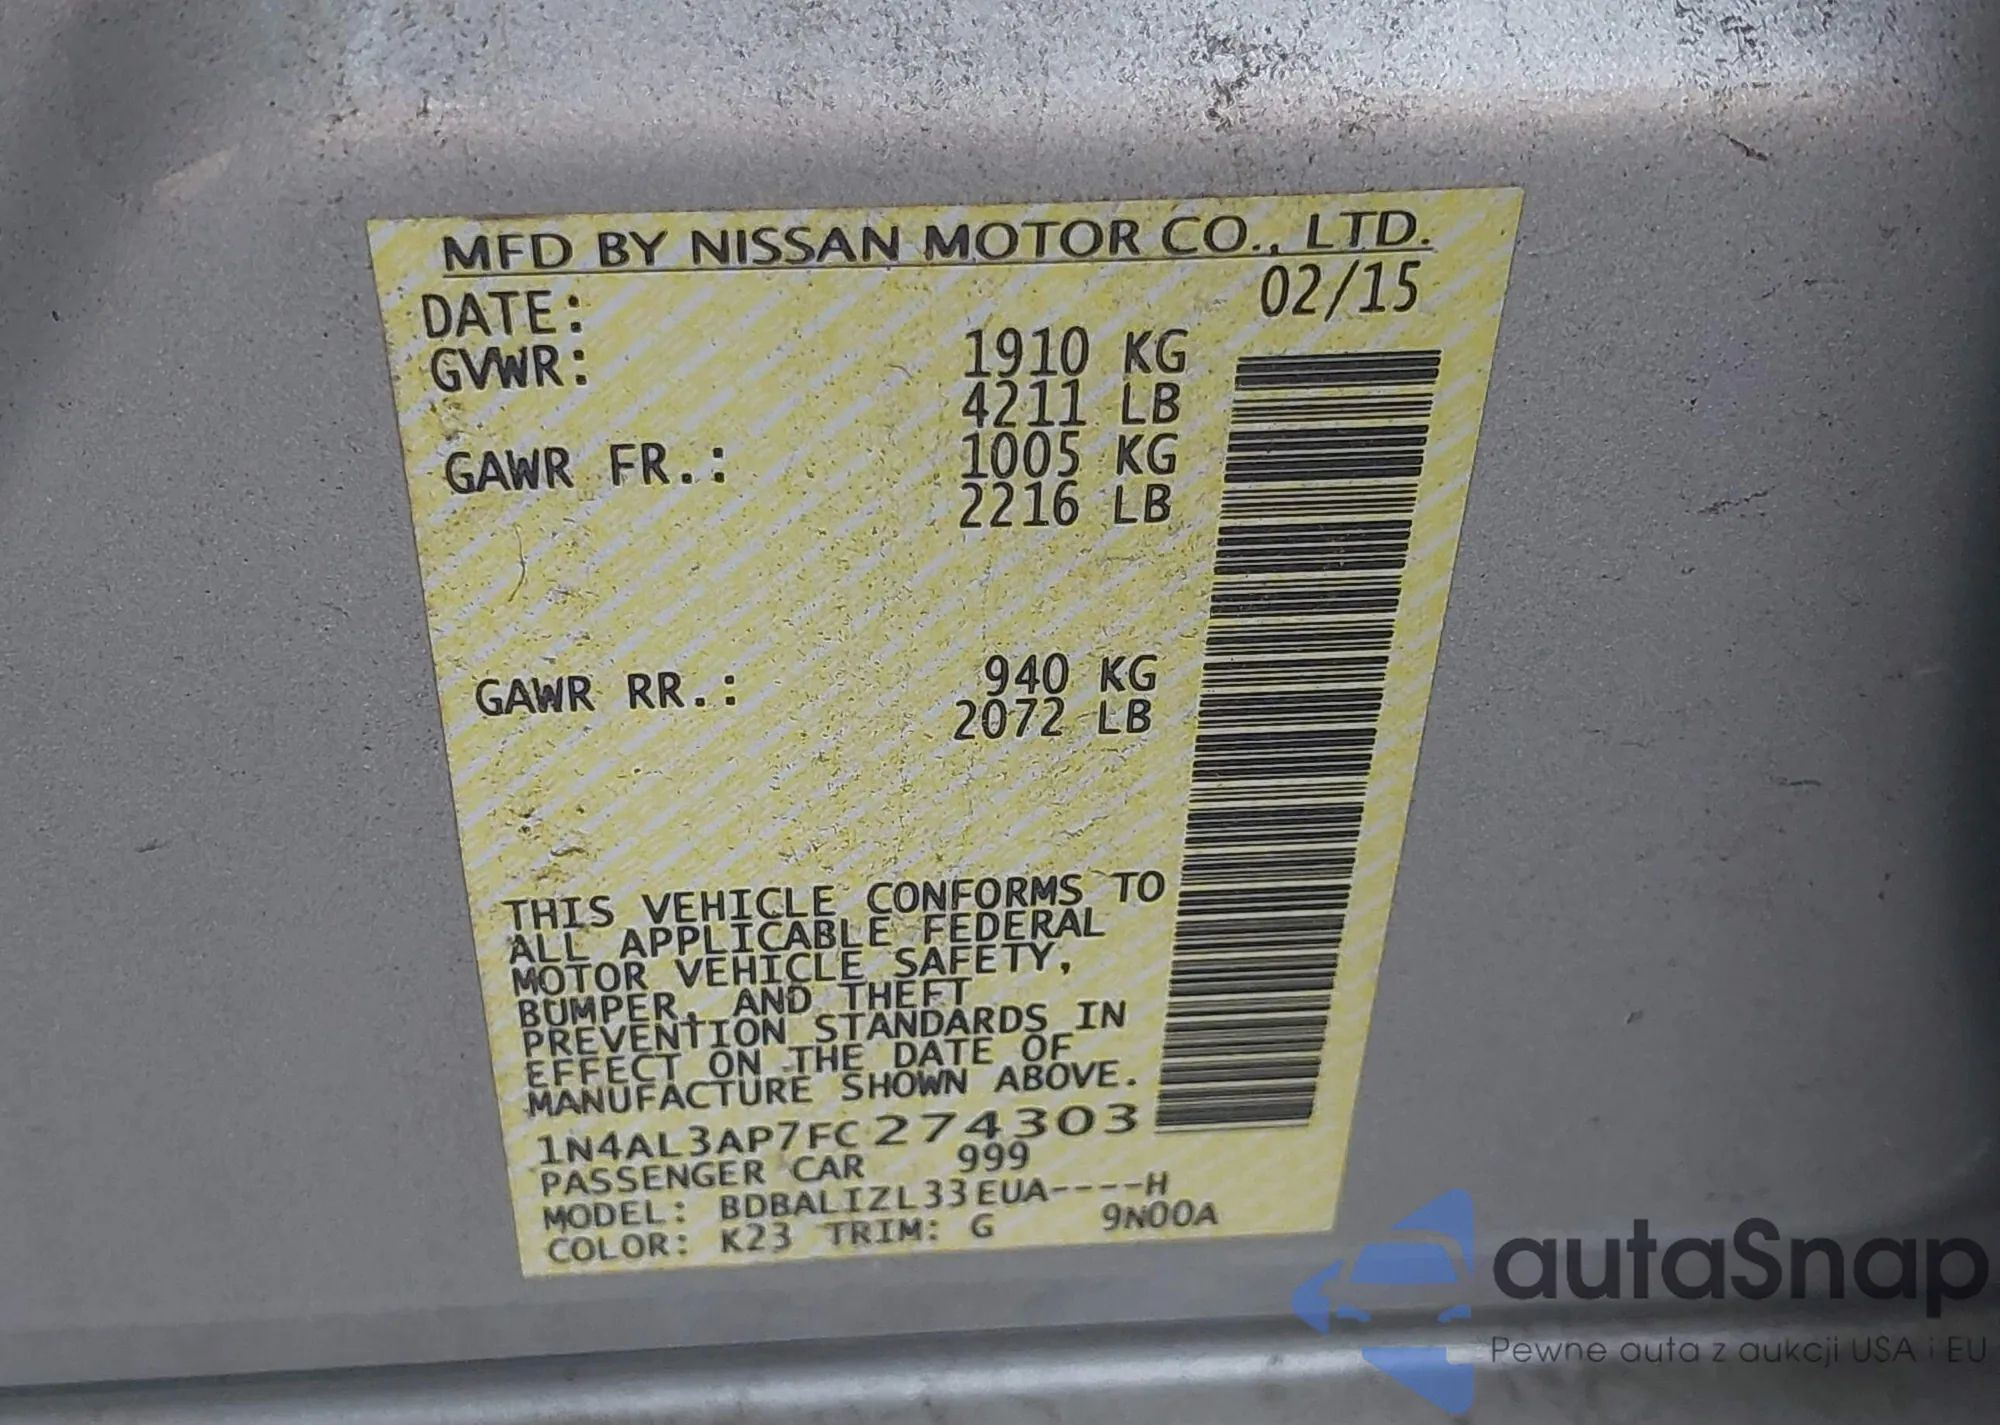 MFD BY NISSAN MOTOR CO., LTD.
DATE: 02/15
GVWR: 1910 KG
4211 LB
GAWR FR.: 1005 KG
2216 LB
GAWR RR.: 940 KG
2072 LB
THIS VEHICLE CONFORMS TO
ALL APPLICABLE FEDERAL
MOTOR VEHICLE SAFETY,
BUMPER, AND THEFT
PREVENTION STANDARDS IN
EFFECT ON THE DATE OF
MANUFACTURE SHOWN ABOVE.
1N4AL3AP7FC274303
PASSENGER CAR 999
MODEL: BDBALIZL33EUA----H
COLOR: K23 TRIM: G 9N00A
autaSnap
Pewne auta z aukcji USA i EU